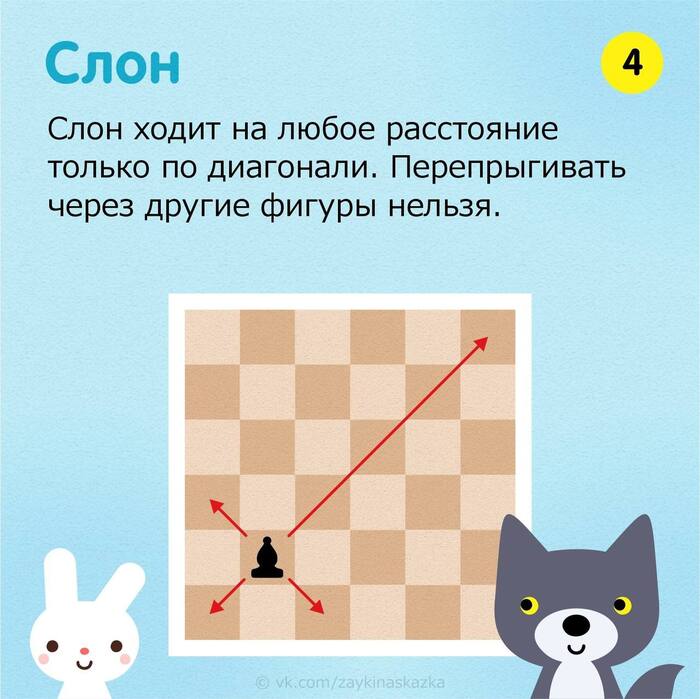 Слон
4
Слон ходит на любое расстояние
только по диагонали. Перепрыгивать
через другие фигуры нельзя.
© vk.com/zaykinaskazka